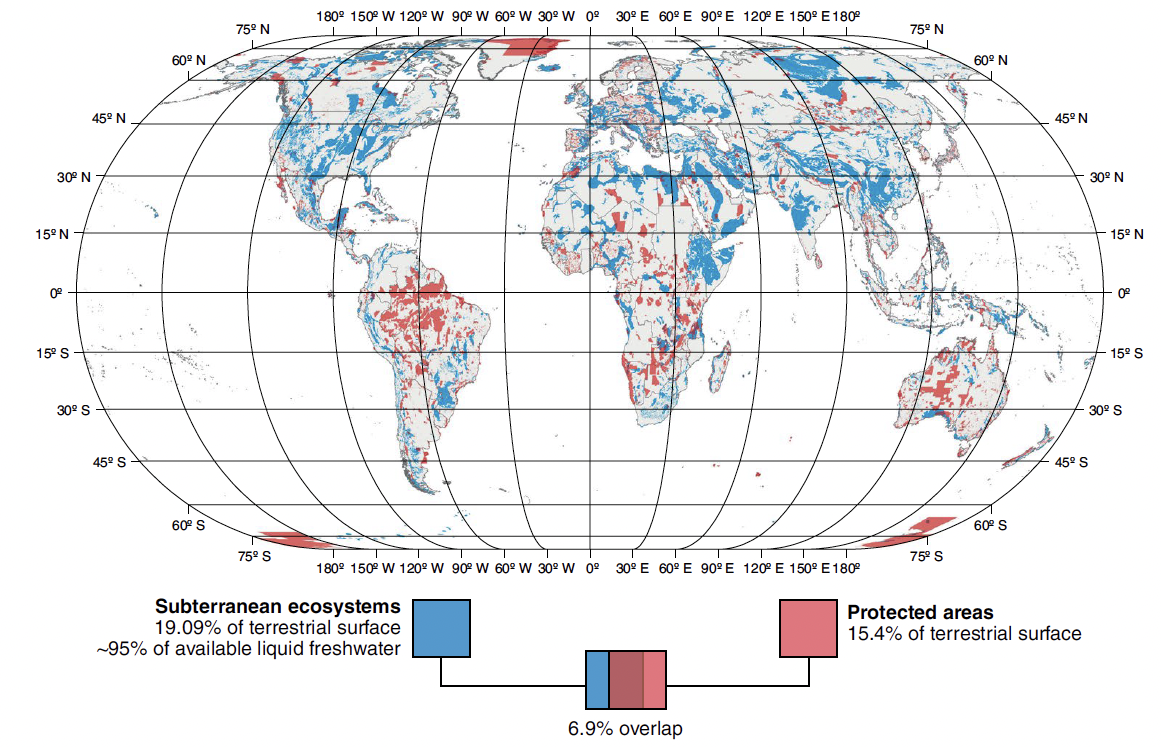 180º 150º W 120º W 90º W 60º W 30º W 0º 30º E 60º E 90º E 120º E 150º E 180º
75º N 75º N
60º N 60º N
45º N 45º N
30º N 30º N
15º N 15º N
0º 0º
15º S 15º S
30º S 30º S
45º S 45º S
60º S 60º S
75º S 75º S
180º 150º W 120º W 90º W 60º W 30º W 0º 30º E 60º E 90º E 120º E 150º E 180º
Subterranean ecosystems
19.09% of terrestrial surface
~95% of available liquid freshwater
Protected areas
15.4% of terrestrial surface
6.9% overlap